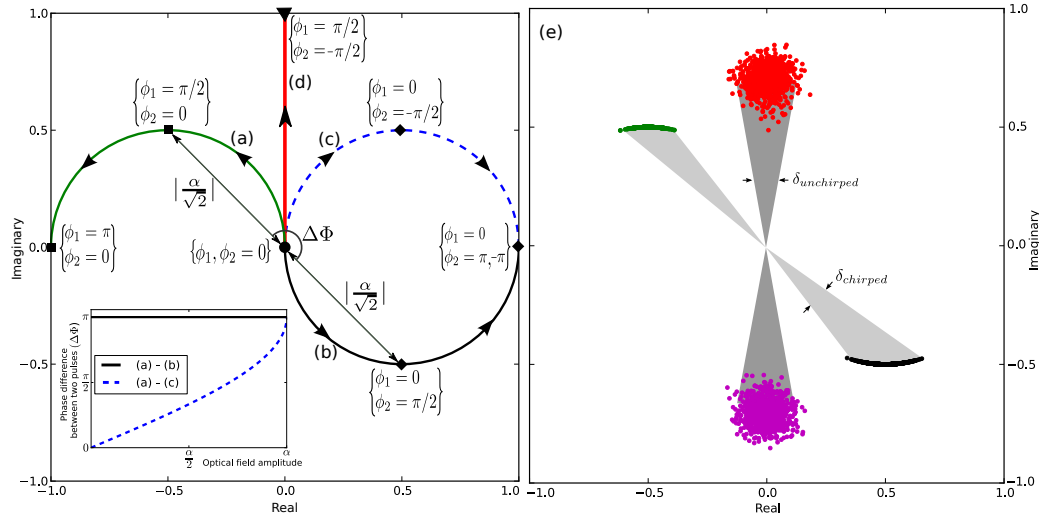 1.0
0.5
0.0
−0.5
−1.0
Imaginary
−1.0
−0.5
0.0
0.5
1.0
Real
{ϕ₁ = π/2
ϕ₂ = -π/2}
(d)
{ϕ₁ = π/2
ϕ₂ = 0}
(a)
{ϕ₁ = 0
ϕ₂ = -π/2}
(c)
|α/√2|
ΔΦ
{ϕ₁ = π
ϕ₂ = 0}
{ϕ₁, ϕ₂ = 0}
{ϕ₁ = 0
ϕ₂ = π,-π}
|α/√2|
(b)
{ϕ₁ = 0
ϕ₂ = π/2}
Phase difference
between two pulses (ΔΦ)
π
π/2
0
(a) - (b)
(a) - (c)
α/2
α
Optical field amplitude
(e)
δunchirped
δchirped
1.0
0.5
0.0
−0.5
−1.0
Imaginary
−1.0
−0.5
0.0
0.5
1.0
Real